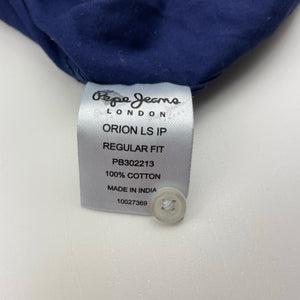 Pepe Jeans
LONDON
ORION LS IP
REGULAR FIT
PB302213
100% COTTON
MADE IN INDIA
10027369